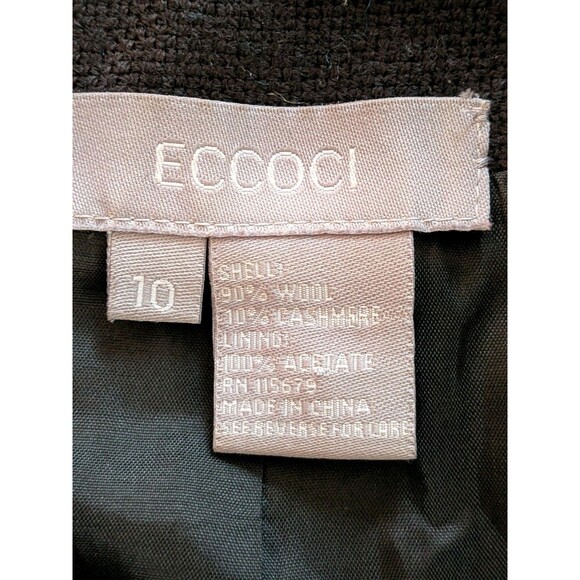 ECCOCI
10
SHELL:
90% WOOL
10% CASHMERE
LINING:
100% ACETATE
RN 115679
MADE IN CHINA
SEE REVERSE FOR CARE